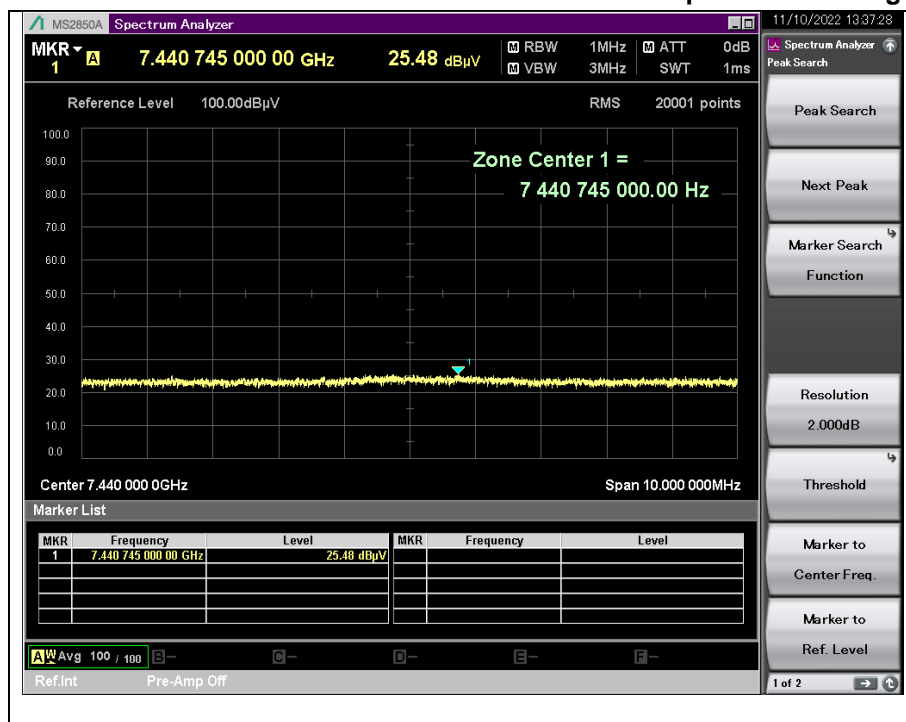 MS2850A Spectrum Analyzer
11/10/2022 13:37:28
MKR 1 A 7.440 745 000 00 GHz 25.48 dBµV
M RBW 1MHz M ATT 0dB
M VBW 3MHz SWT 1ms
Spectrum Analyzer
Peak Search
Reference Level 100.00dBµV RMS 20001 points
Zone Center 1 =
7 440 745 000.00 Hz
100.0
90.0
80.0
70.0
60.0
50.0
40.0
30.0
20.0
10.0
0.0
1
Center 7.440 000 0GHz Span 10.000 000MHz
Marker List
MKR Frequency Level MKR Frequency Level
1 7.440 745 000 00 GHz 25.48 dBµV
A W Avg 100 / 100 B- C- D- E- F-
Ref.Int Pre-Amp Off
Peak Search
Next Peak
Marker Search
Function
Resolution
2.000dB
Threshold
Marker to
Center Freq.
Marker to
Ref. Level
1 of 2